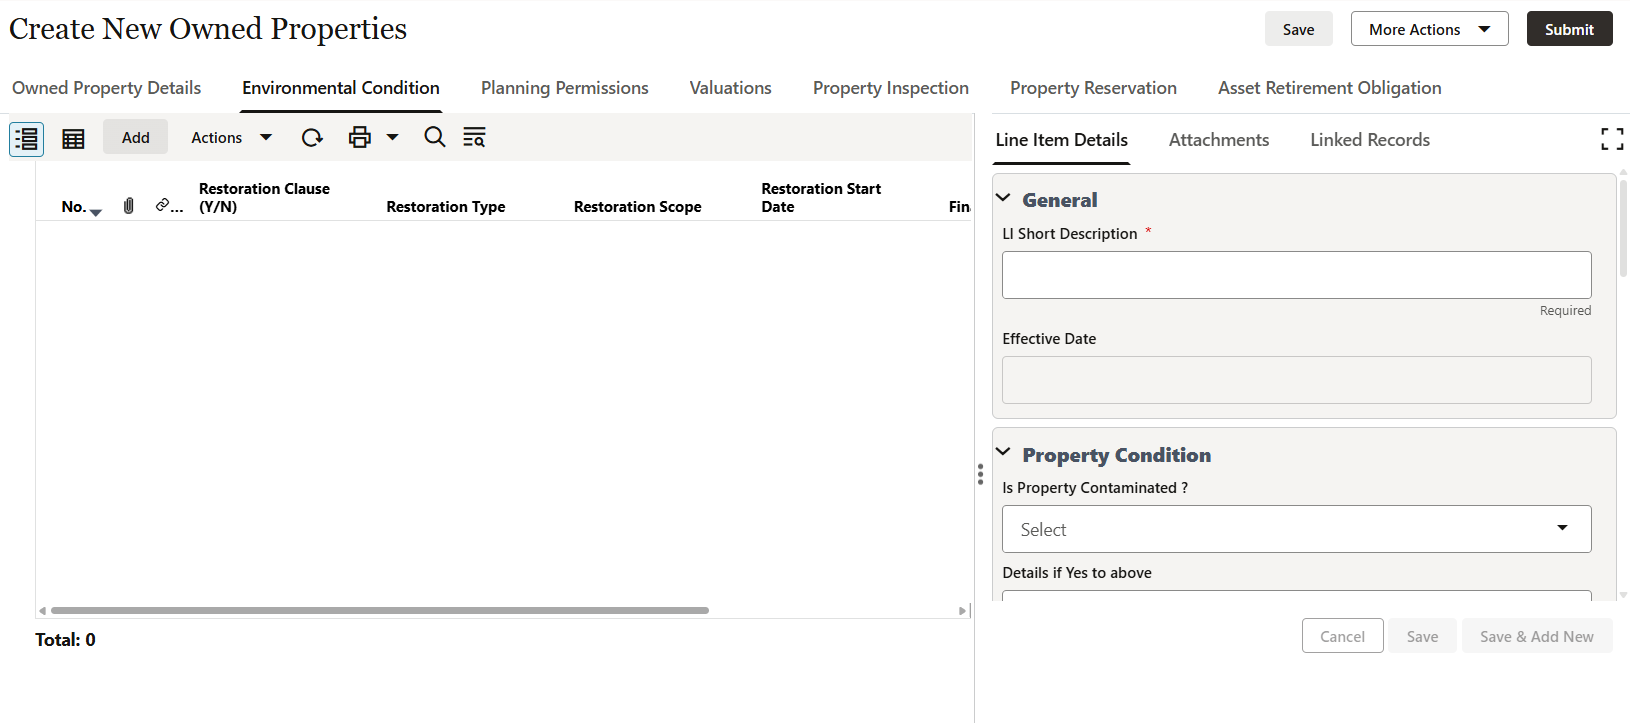 Create New Owned Properties
Save
More Actions
Submit
Owned Property Details
Environmental Condition
Planning Permissions
Valuations
Property Inspection
Property Reservation
Asset Retirement Obligation
Add
Actions
Line Item Details
Attachments
Linked Records
No.
...
Restoration Clause
(Y/N)
Restoration Type
Restoration Scope
Restoration Start
Date
Fin
General
LI Short Description *
Required
Effective Date
Property Condition
Is Property Contaminated ?
Select
Details if Yes to above
Total: 0
Cancel
Save
Save & Add New